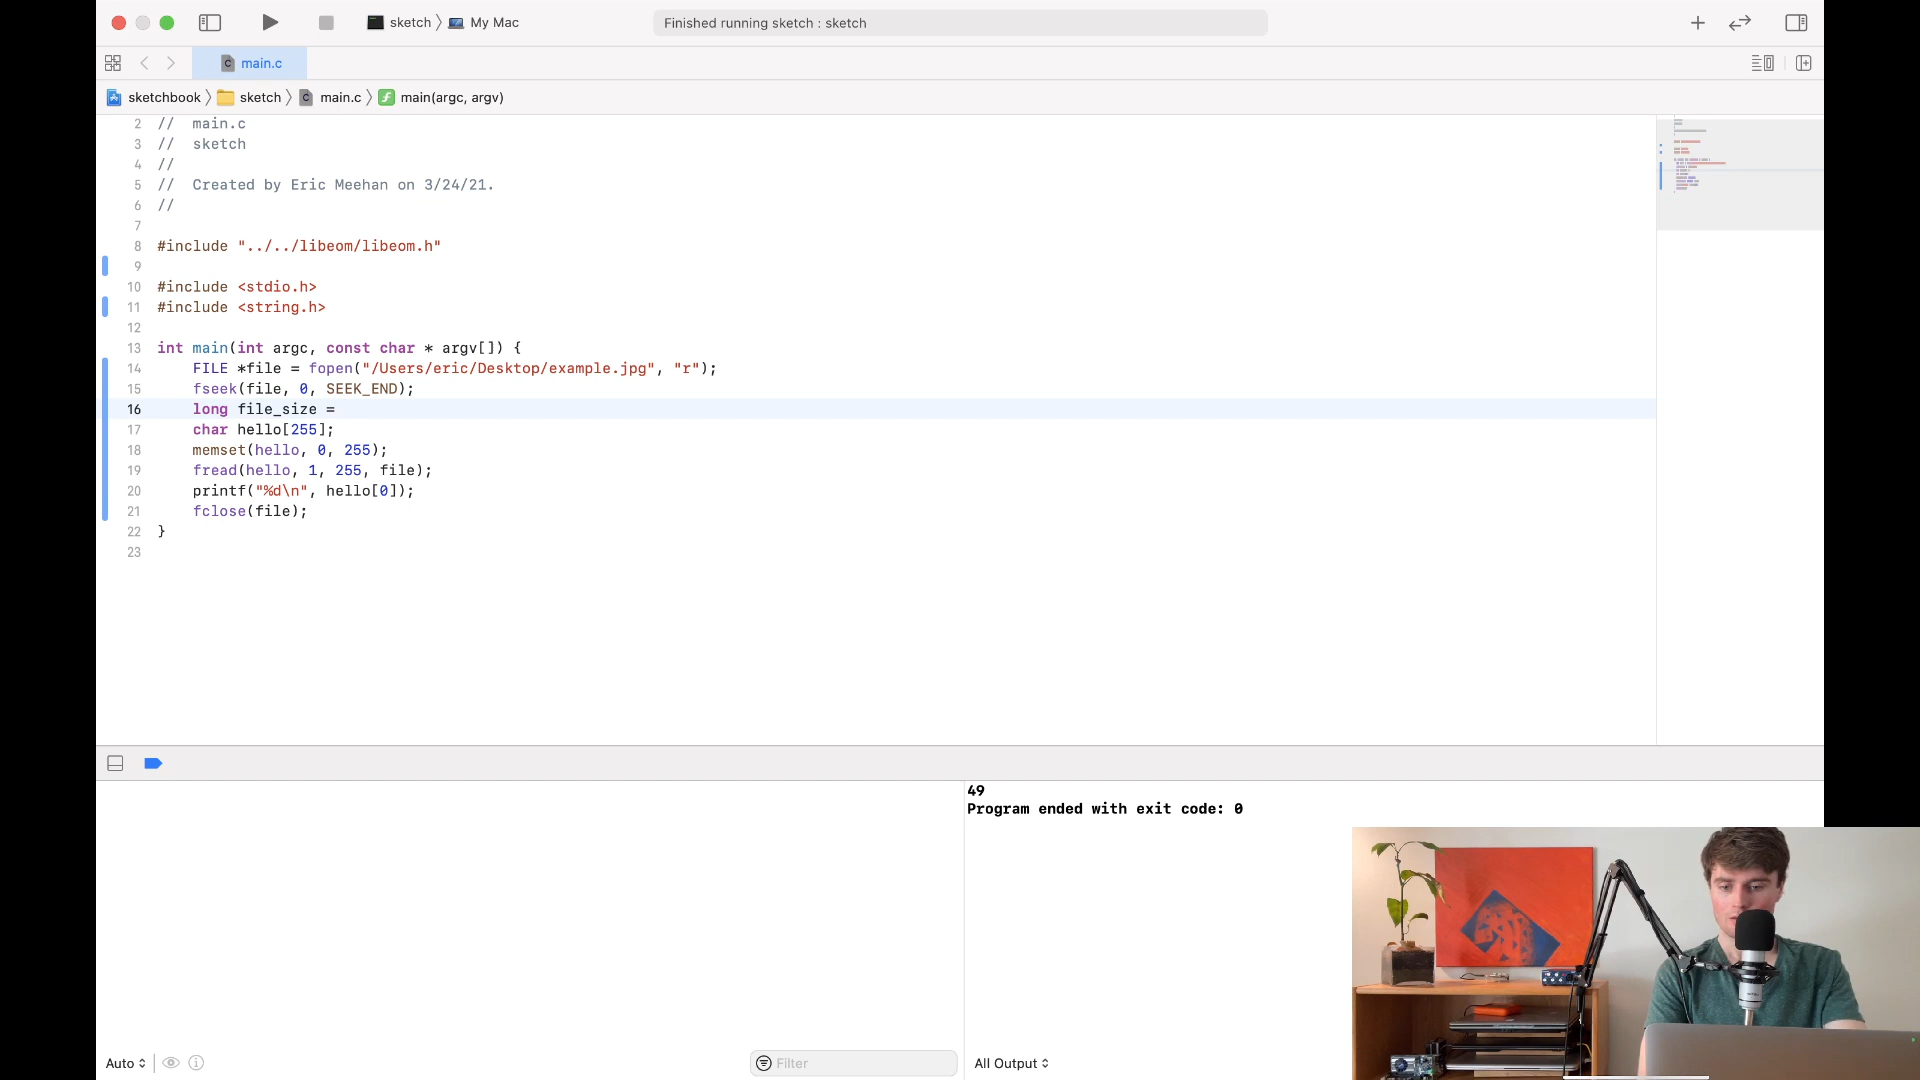 sketch 〉 My Mac
Finished running sketch : sketch
main.c
sketchbook 〉 sketch 〉 main.c 〉 main(argc, argv)
2 //  main.c
3 //  sketch
4 //
5 //  Created by Eric Meehan on 3/24/21.
6 //
7
8 #include "../../libeom/libeom.h"
9
10 #include <stdio.h>
11 #include <string.h>
12
13 int main(int argc, const char * argv[]) {
14     FILE *file = fopen("/Users/eric/Desktop/example.jpg", "r");
15     fseek(file, 0, SEEK_END);
16     long file_size =
17     char hello[255];
18     memset(hello, 0, 255);
19     fread(hello, 1, 255, file);
20     printf("%d\n", hello[0]);
21     fclose(file);
22 }
23
49
Program ended with exit code: 0
Auto
Filter
All Output